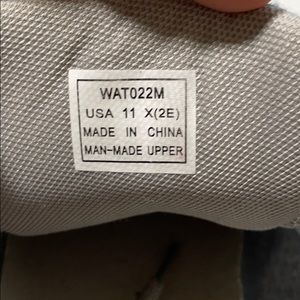 WAT022M
USA 11 X(2E)
MADE IN CHINA
MAN-MADE UPPER